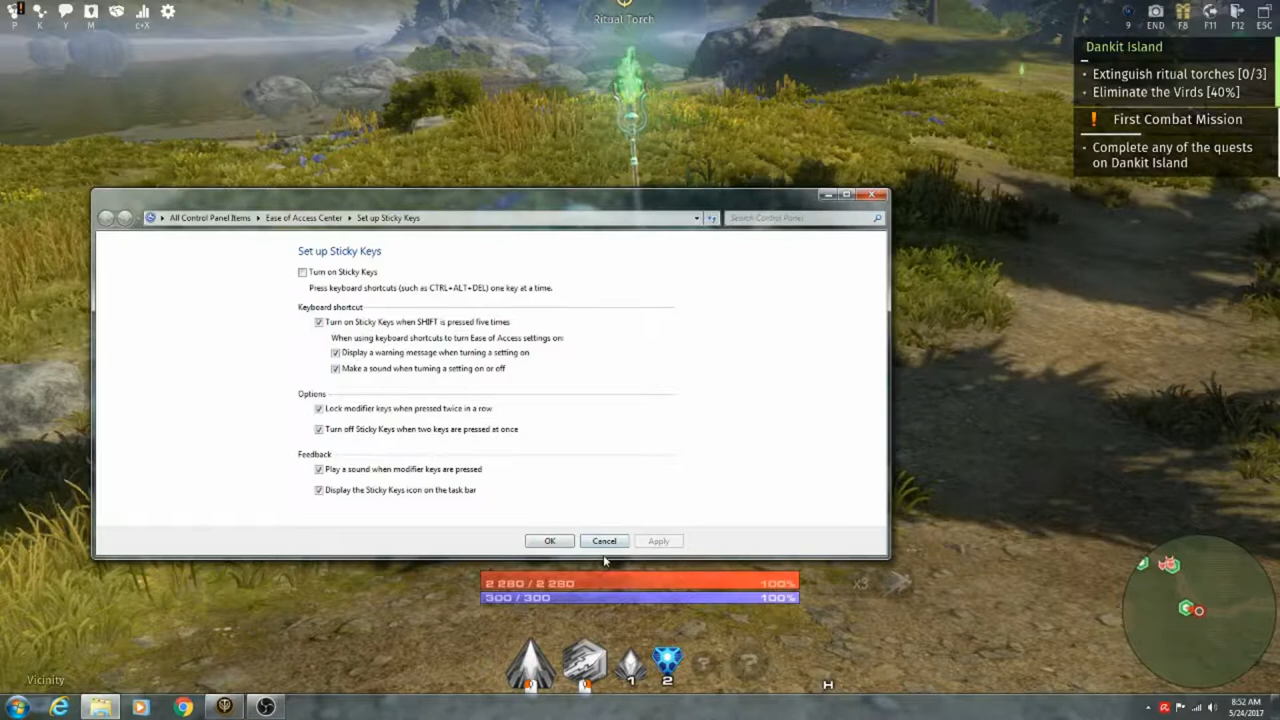 P
K
Y
M
C+X
Ritual Torch
9
END
F8
F11
F12
ESC
Dankit Island
Extinguish ritual torches [0/3]
Eliminate the Virds [40%]
First Combat Mission
Complete any of the quests
on Dankit Island
All Control Panel Items
Ease of Access Center
Set up Sticky Keys
Search Control Panel
Set up Sticky Keys
Turn on Sticky Keys
Press keyboard shortcuts (such as CTRL+ALT+DEL) one key at a time.
Keyboard shortcut
Turn on Sticky Keys when SHIFT is pressed five times
When using keyboard shortcuts to turn Ease of Access settings on:
Display a warning message when turning a setting on
Make a sound when turning a setting on or off
Options
Lock modifier keys when pressed twice in a row
Turn off Sticky Keys when two keys are pressed at once
Feedback
Play a sound when modifier keys are pressed
Display the Sticky Keys icon on the task bar
OK
Cancel
Apply
2 280 / 2 280
100%
300 / 300
100%
x3
1
2
?
?
H
Vicinity
8:52 AM
5/24/2017